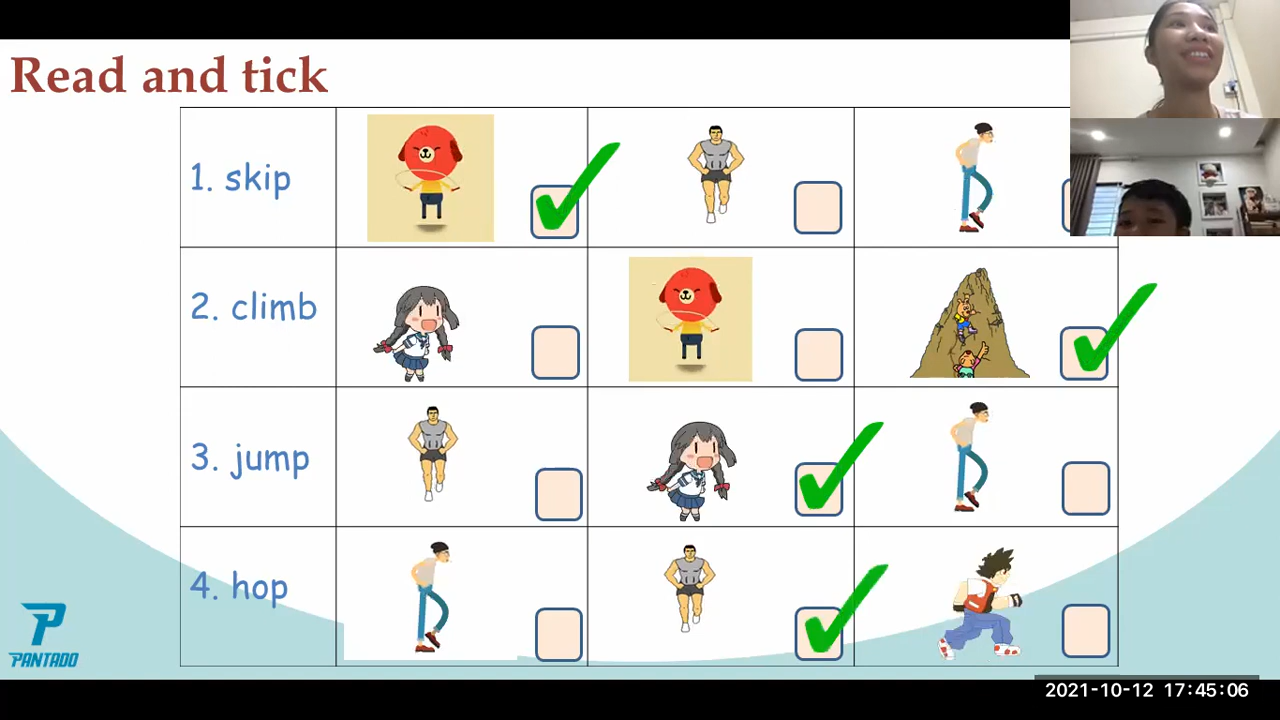 Read and tick
1. skip
2. climb
3. jump
4. hop
PANTADO
2021-10-12 17:45:06